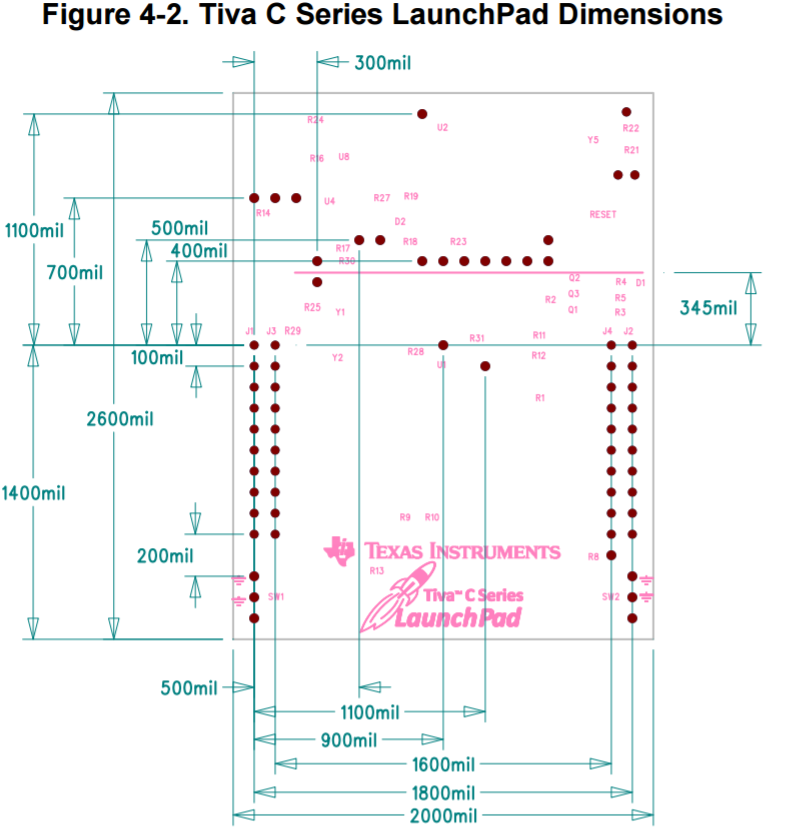 Figure 4-2. Tiva C Series LaunchPad Dimensions
300mil
R24
U2
R22
Y5
R21
R16 U8
R27 R19
U4
R14
RESET
D2
1100mil
500mil
R17
R18
R23
400mil
R30
700mil
Q2
R4 D1
Q3
R2
R5
345mil
R25
Y1
Q1
R3
J1 J3 R29
R31
R11
J4 J2
100mil
Y2
R28
R12
U1
2600mil
R1
1400mil
R9 R10
200mil
TEXAS INSTRUMENTS
R8
R13
SW1
Tiva™ C Series
SW2
LaunchPad
500mil
1100mil
900mil
1600mil
1800mil
2000mil